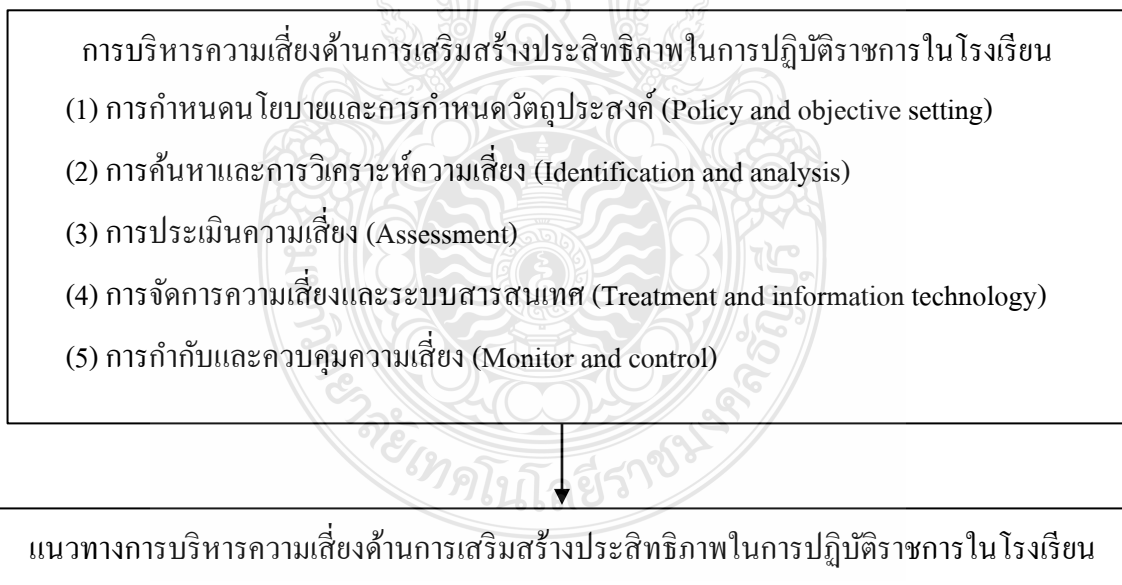 การบริหารความเสี่ยงด้านการเสริมสร้างประสิทธิภาพในการปฏิบัติราชการในโรงเรียน
(1) การกำหนดนโยบายและการกำหนดวัตถุประสงค์ (Policy and objective setting)
(2) การค้นหาและการวิเคราะห์ความเสี่ยง (Identification and analysis)
(3) การประเมินความเสี่ยง (Assessment)
(4) การจัดการความเสี่ยงและระบบสารสนเทศ (Treatment and information technology)
(5) การกำกับและควบคุมความเสี่ยง (Monitor and control)
แนวทางการบริหารความเสี่ยงด้านการเสริมสร้างประสิทธิภาพในการปฏิบัติราชการในโรงเรียน